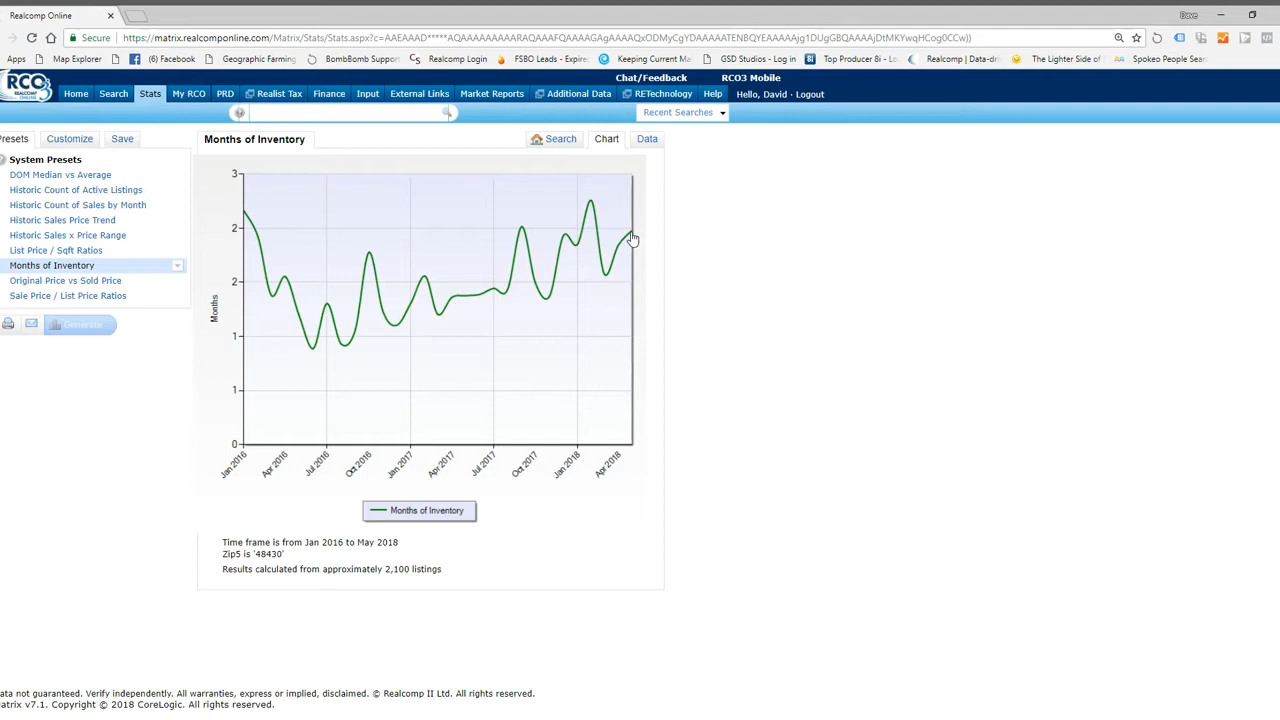 Realcomp Online
Dave
Secure
https://matrix.realcomponline.com/Matrix/Stats/Stats.aspx?c=AAEAAAD*****AQAAAAAAAAARAQAAAFQAAAAGAgAAAAQxODMyCgYDAAAAATENBQYEAAAAAjg1DUgGBQAAAAjDtMKYwqHCog0CCw))
Apps
Map Explorer
(6) Facebook
Geographic Farming
BombBomb Support
Realcomp Login
FSBO Leads - Expire
Keeping Current Ma
GSD Studios - Log in
Top Producer 8i - Lo
Realcomp | Data-dri
The Lighter Side of I
Spokeo People Sear
Chat/Feedback
RCO3 Mobile
RCO3
REALCOMP
ONLINE
Home
Search
Stats
My RCO
PRD
Realist Tax
Finance
Input
External Links
Market Reports
Additional Data
RETechnology
Help
Hello, David · Logout
Recent Searches
Presets
Customize
Save
System Presets
DOM Median vs Average
Historic Count of Active Listings
Historic Count of Sales by Month
Historic Sales Price Trend
Historic Sales x Price Range
List Price / Sqft Ratios
Months of Inventory
Original Price vs Sold Price
Sale Price / List Price Ratios
Generate
Months of Inventory
Search
Chart
Data
3
2
2
1
1
0
Months
Jan 2016
Apr 2016
Jul 2016
Oct 2016
Jan 2017
Apr 2017
Jul 2017
Oct 2017
Jan 2018
Apr 2018
Months of Inventory
Time frame is from Jan 2016 to May 2018
Zip5 is '48430'
Results calculated from approximately 2,100 listings
ata not guaranteed. Verify independently. All warranties, express or implied, disclaimed. © Realcomp II Ltd. All rights reserved.
atrix v7.1. Copyright © 2018 CoreLogic. All rights reserved.